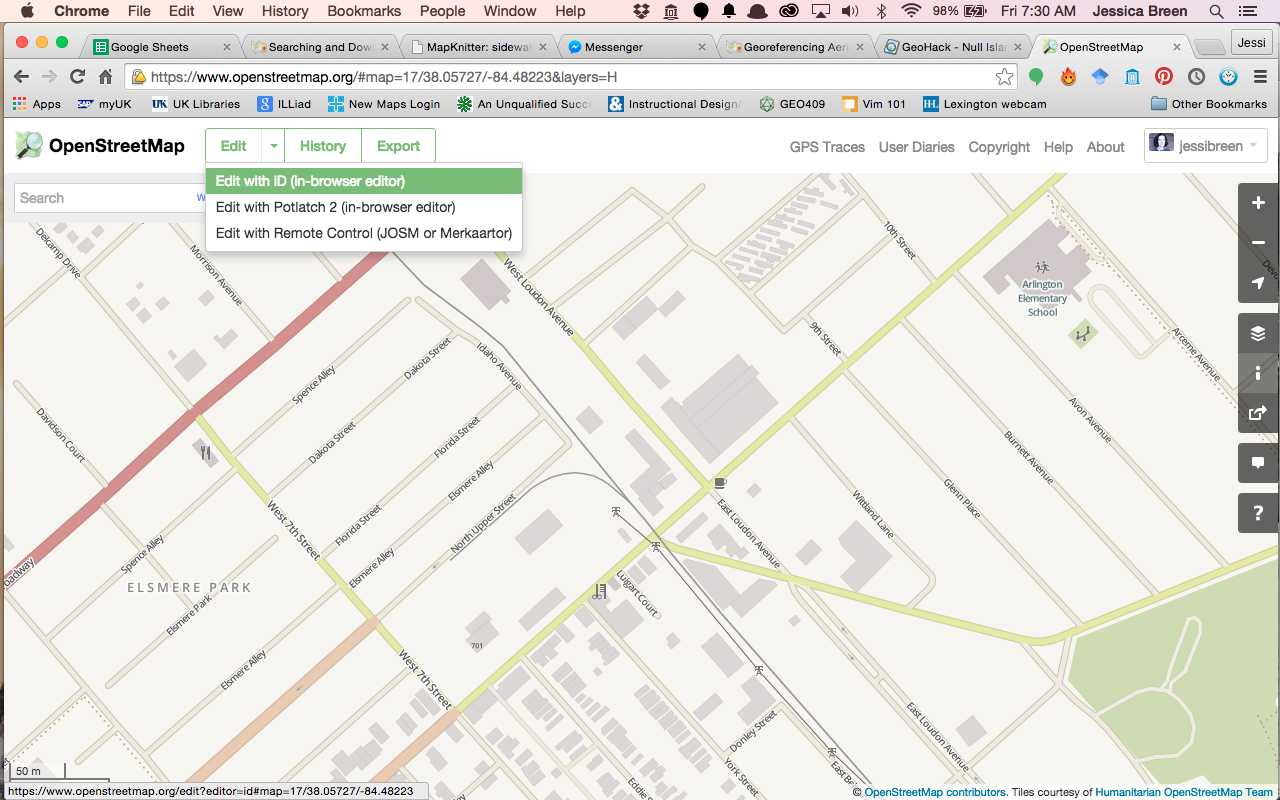 Chrome File Edit View History Bookmarks People Window Help 98% Fri 7:30 AM Jessica Breen
Google Sheets Searching and Dow MapKnitter: sidewal Messenger Georeferencing Aeri GeoHack - Null Islan OpenStreetMap Jessi
https://www.openstreetmap.org/#map=17/38.05727/-84.48223&layers=H
Apps SAP myUK UK UK Libraries 8 ILLiad New Maps Login An Unqualified Succe & Instructional Design/ GEO409 Vim 101 HL Lexington webcam Other Bookmarks
OpenStreetMap Edit History Export GPS Traces User Diaries Copyright Help About jessibreen
Edit with iD (in-browser editor)
Search W
Edit with Potlatch 2 (in-browser editor)
Edit with Remote Control (JOSM or Merkaartor)
Delcamp Drive
Morrison Avenue
West Loudon Avenue
10th Street
Arlington
Elementary
School
9th Street
Arceme Avenue
Idaho Avenue
Dakota Street
Spence Alley
Davidson Court
Dakota Street
Florida Street
Elsmere Alley
Avon Avenue
Burnett Avenue
Glenn Place
Wittland Lane
North Upper Street
West 7th Street
Florida Street
East Loudon Avenue
Spence Alley
Elsmere Alley
oadway
ELSMERE PARK
Elsmere Park
Luigart Court
Elsmere Alley
701
West 7th Street
East Loudon Avenue
Donley Street
York Street
East Be
Eddie S
50 m
https://www.openstreetmap.org/edit?editor=id#map=17/38.05727/-84.48223
© OpenStreetMap contributors. Tiles courtesy of Humanitarian OpenStreetMap Team